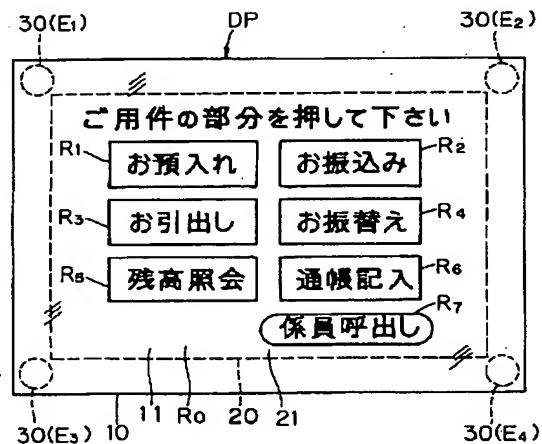 30(E1) DP 30(E2)
ご用件の部分を押して下さい
R1 お預入れ お振込み R2
R3 お引出し お振替え R4
R5 残高照会 通帳記入 R6
係員呼出し R7
30(E3) 10 11 R0 20 21 30(E4)